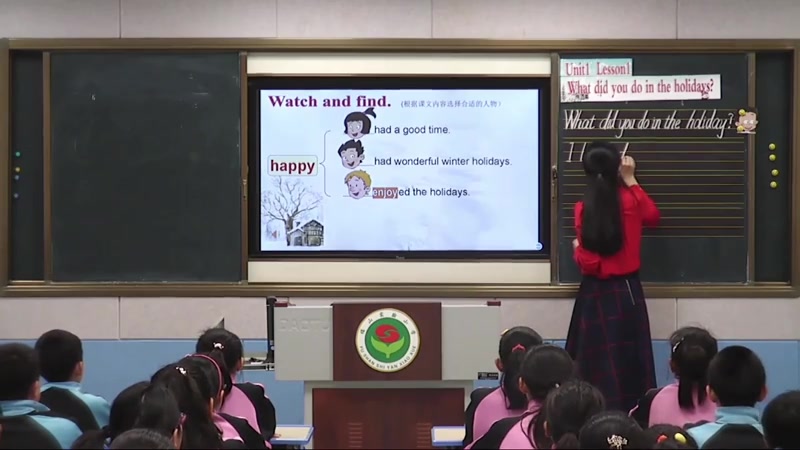 Watch and find. (根据课文内容选择合适的人物)
had a good time.
happy
had wonderful winter holidays.
enjoyed the holidays.
Unit1 Lesson1
What did you do in the holidays?
What did you do in the holiday?